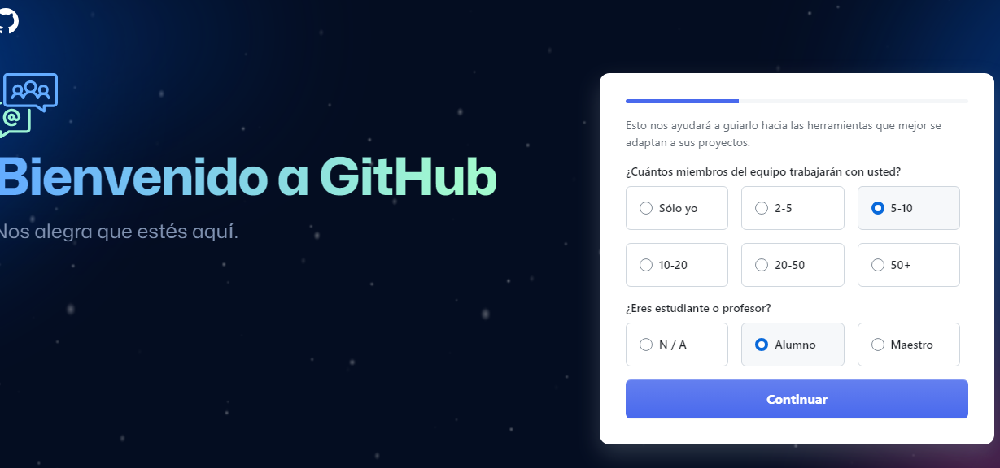 Bienvenido a GitHub
Nos alegra que estés aquí.
Esto nos ayudará a guiarlo hacia las herramientas que mejor se
adaptan a sus proyectos.
¿Cuántos miembros del equipo trabajarán con usted?
Sólo yo
2-5
5-10
10-20
20-50
50+
¿Eres estudiante o profesor?
N / A
Alumno
Maestro
Continuar